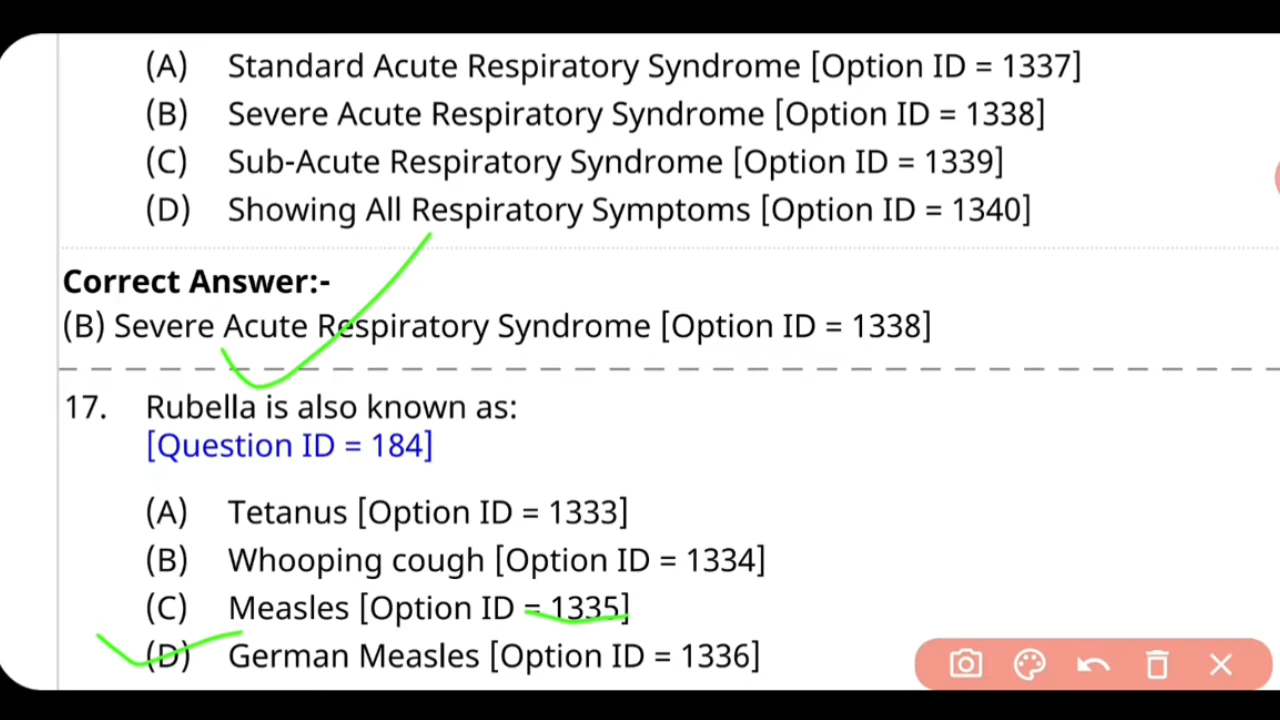 (A) Standard Acute Respiratory Syndrome [Option ID = 1337]
(B) Severe Acute Respiratory Syndrome [Option ID = 1338]
(C) Sub-Acute Respiratory Syndrome [Option ID = 1339]
(D) Showing All Respiratory Symptoms [Option ID = 1340]
Correct Answer:-
(B) Severe Acute Respiratory Syndrome [Option ID = 1338]
17. Rubella is also known as:
[Question ID = 184]
(A) Tetanus [Option ID = 1333]
(B) Whooping cough [Option ID = 1334]
(C) Measles [Option ID = 1335]
(D) German Measles [Option ID = 1336]